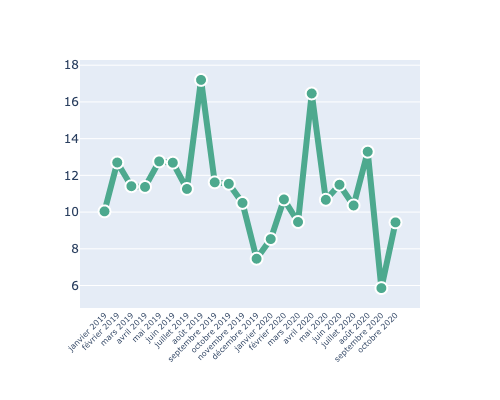 18
16
14
12
10
8
6
janvier 2019
février 2019
mars 2019
avril 2019
mai 2019
juin 2019
juillet 2019
août 2019
septembre 2019
octobre 2019
novembre 2019
décembre 2019
janvier 2020
février 2020
mars 2020
avril 2020
mai 2020
juin 2020
juillet 2020
août 2020
septembre 2020
octobre 2020